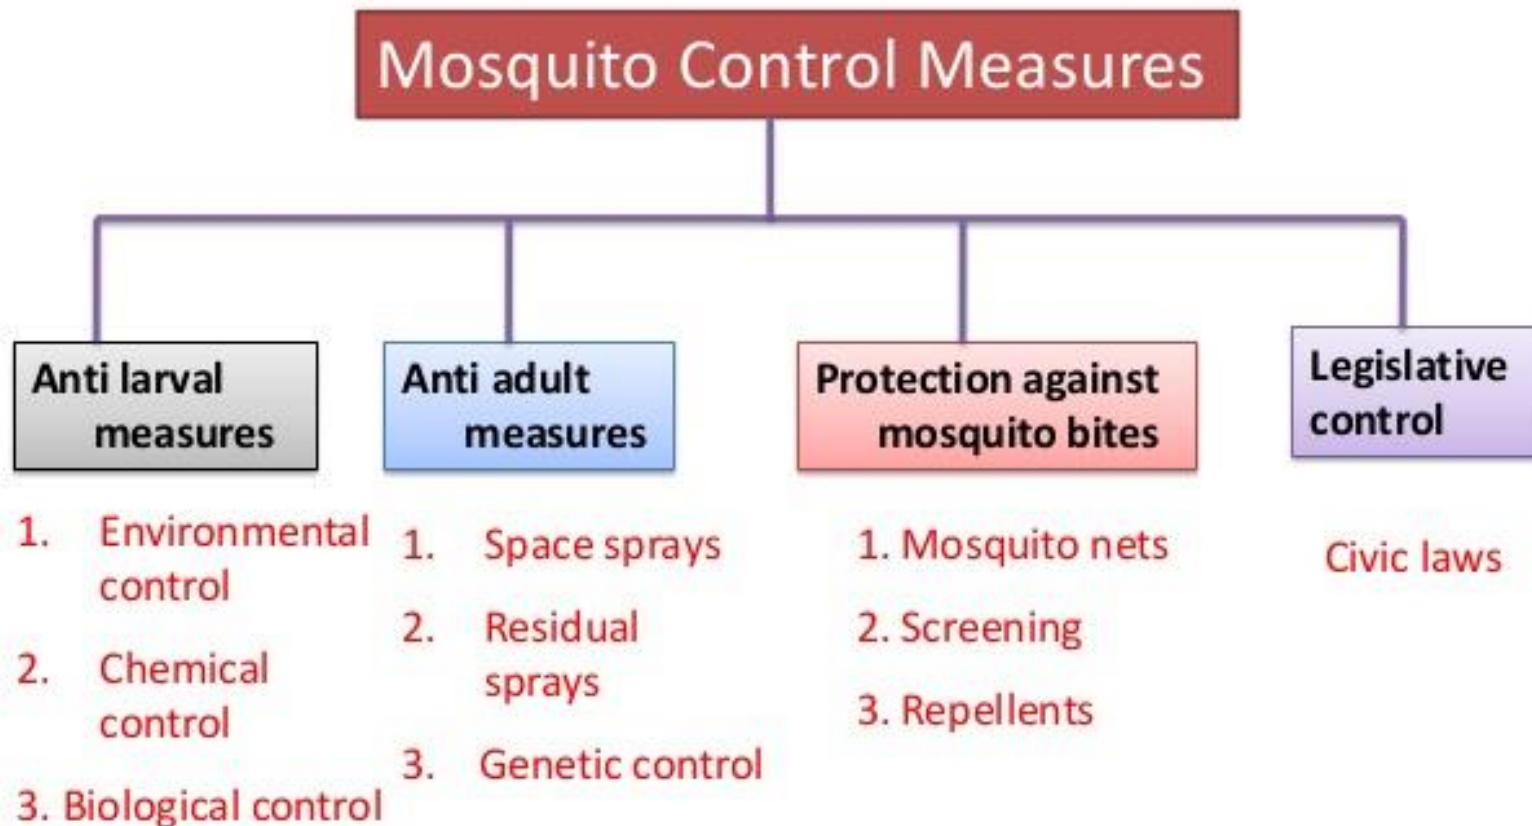 Mosquito Control Measures
Anti larval
measures
1. Environmental
control
2. Chemical
control
3. Biological control
Anti adult
measures
1. Space sprays
2. Residual
sprays
3. Genetic control
Protection against
mosquito bites
1. Mosquito nets
2. Screening
3. Repellents
Legislative
control
Civic laws